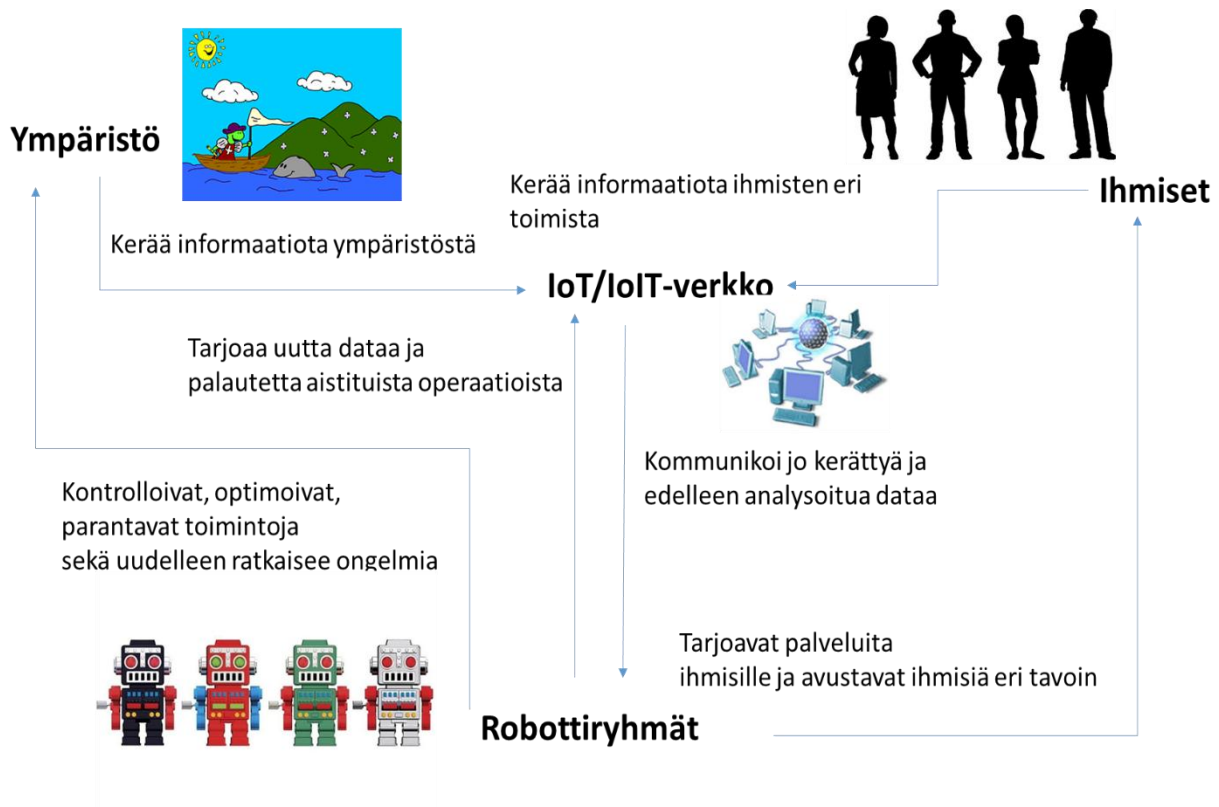 Ympäristö
Ihmiset
Kerää informaatiota ihmisten eri
toimista
Kerää informaatiota ympäristöstä
IoT/IoIT-verkko
Tarjoaa uutta dataa ja
palautetta aistituista operaatioista
Kommunikoi jo kerättyä ja
edelleen analysoitua dataa
Kontrolloivat, optimoivat,
parantavat toimintoja
sekä uudelleen ratkaisee ongelmia
Tarjoavat palveluita
ihmisille ja avustavat ihmisiä eri tavoin
Robottiryhmät